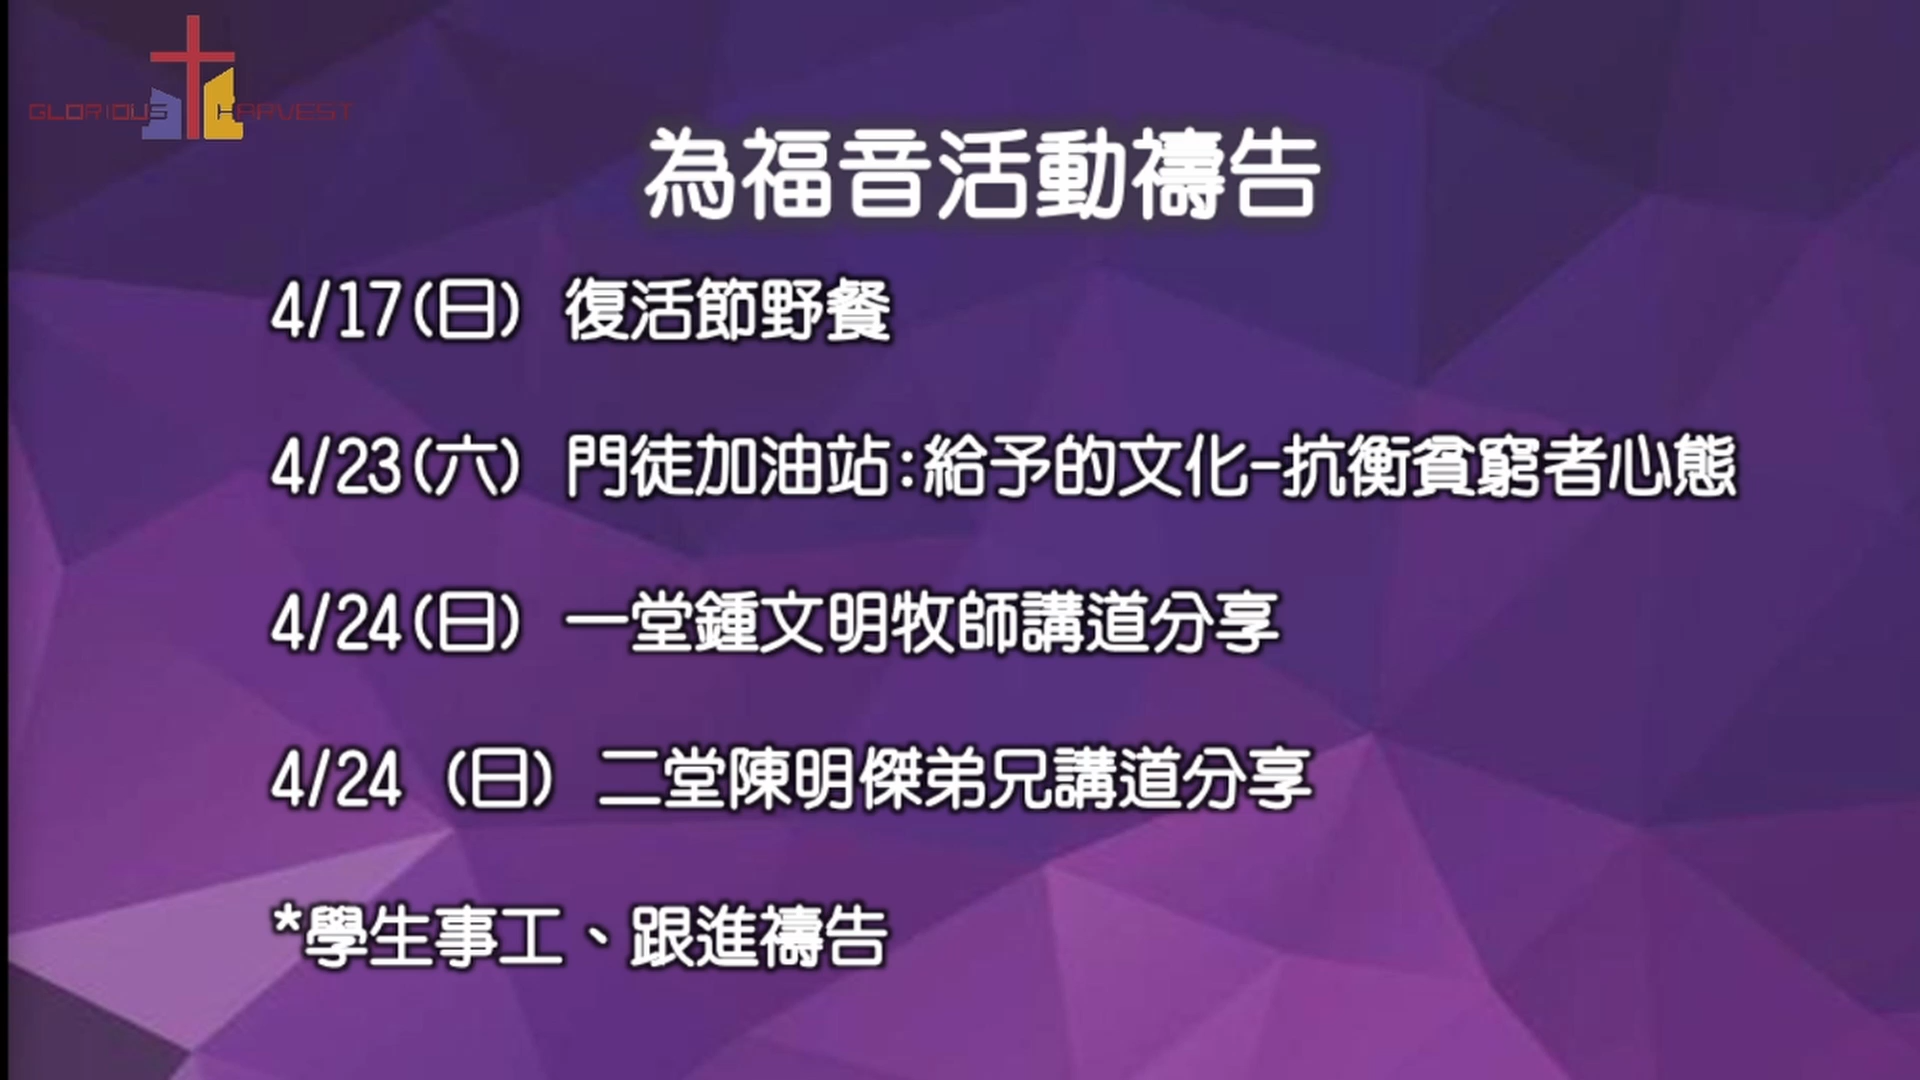 GLORIOUS HARVEST
為福音活動禱告
4/17(日) 復活節野餐
4/23(六) 門徒加油站:給予的文化-抗衡貧窮者心態
4/24(日) 一堂鍾文明牧師講道分享
4/24 (日) 二堂陳明傑弟兄講道分享
*學生事工、跟進禱告